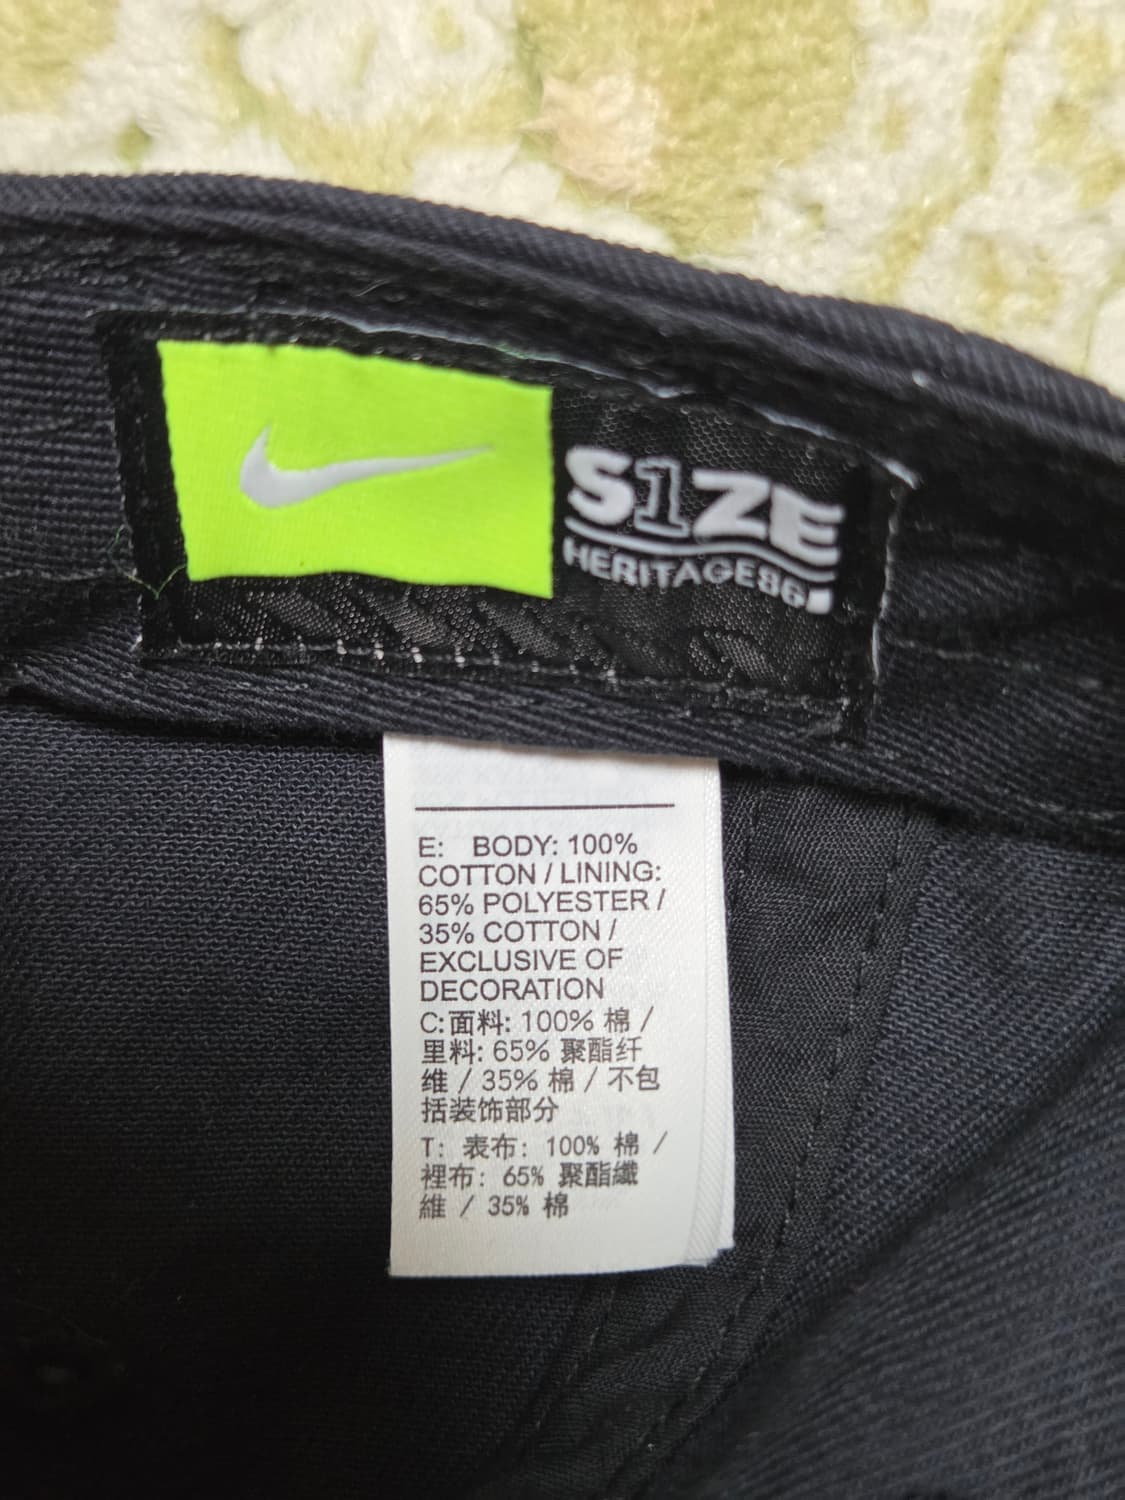 S1ZE
HERITAGE86
E: BODY: 100%
COTTON / LINING:
65% POLYESTER /
35% COTTON /
EXCLUSIVE OF
DECORATION
C:面料: 100% 棉 /
里料: 65% 聚酯纤
维 / 35% 棉 / 不包
括装饰部分
T: 表布: 100% 棉 /
裡布: 65% 聚酯纖
維 / 35% 棉